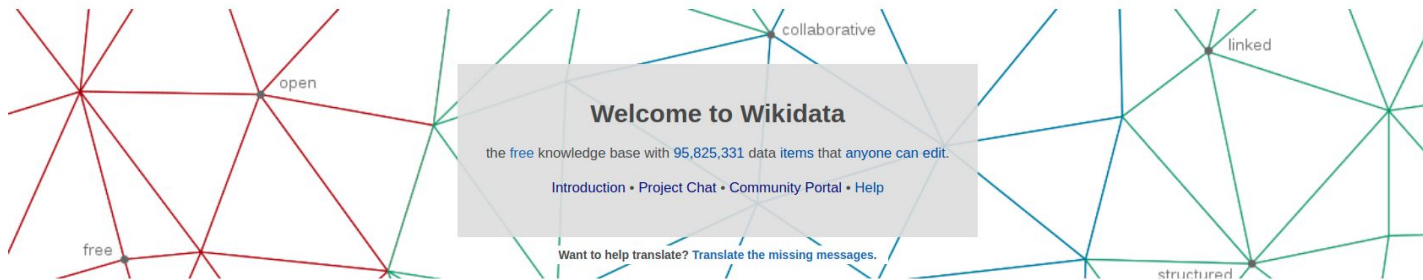 collaborative
linked
open
Welcome to Wikidata
the free knowledge base with 95,825,331 data items that anyone can edit.
Introduction • Project Chat • Community Portal • Help
free
Want to help translate? Translate the missing messages.
structured